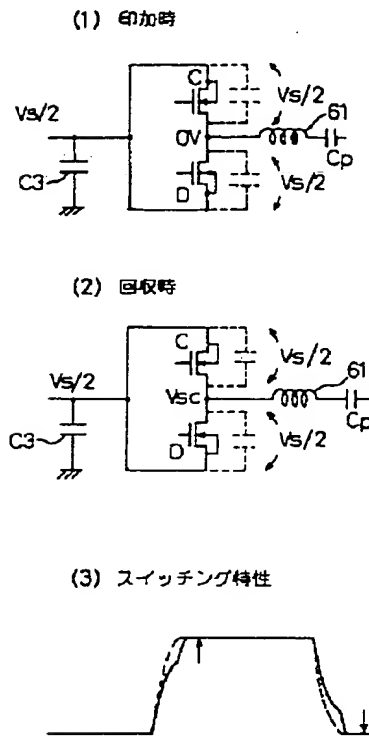 (1) 印加時
C
Vs/2
Vs/2
61
0V
C3
Cp
D
Vs/2
(2) 回収時
C
Vs/2
Vs/2
61
Vsc
C3
Cp
D
Vs/2
(3) スイッチング特性